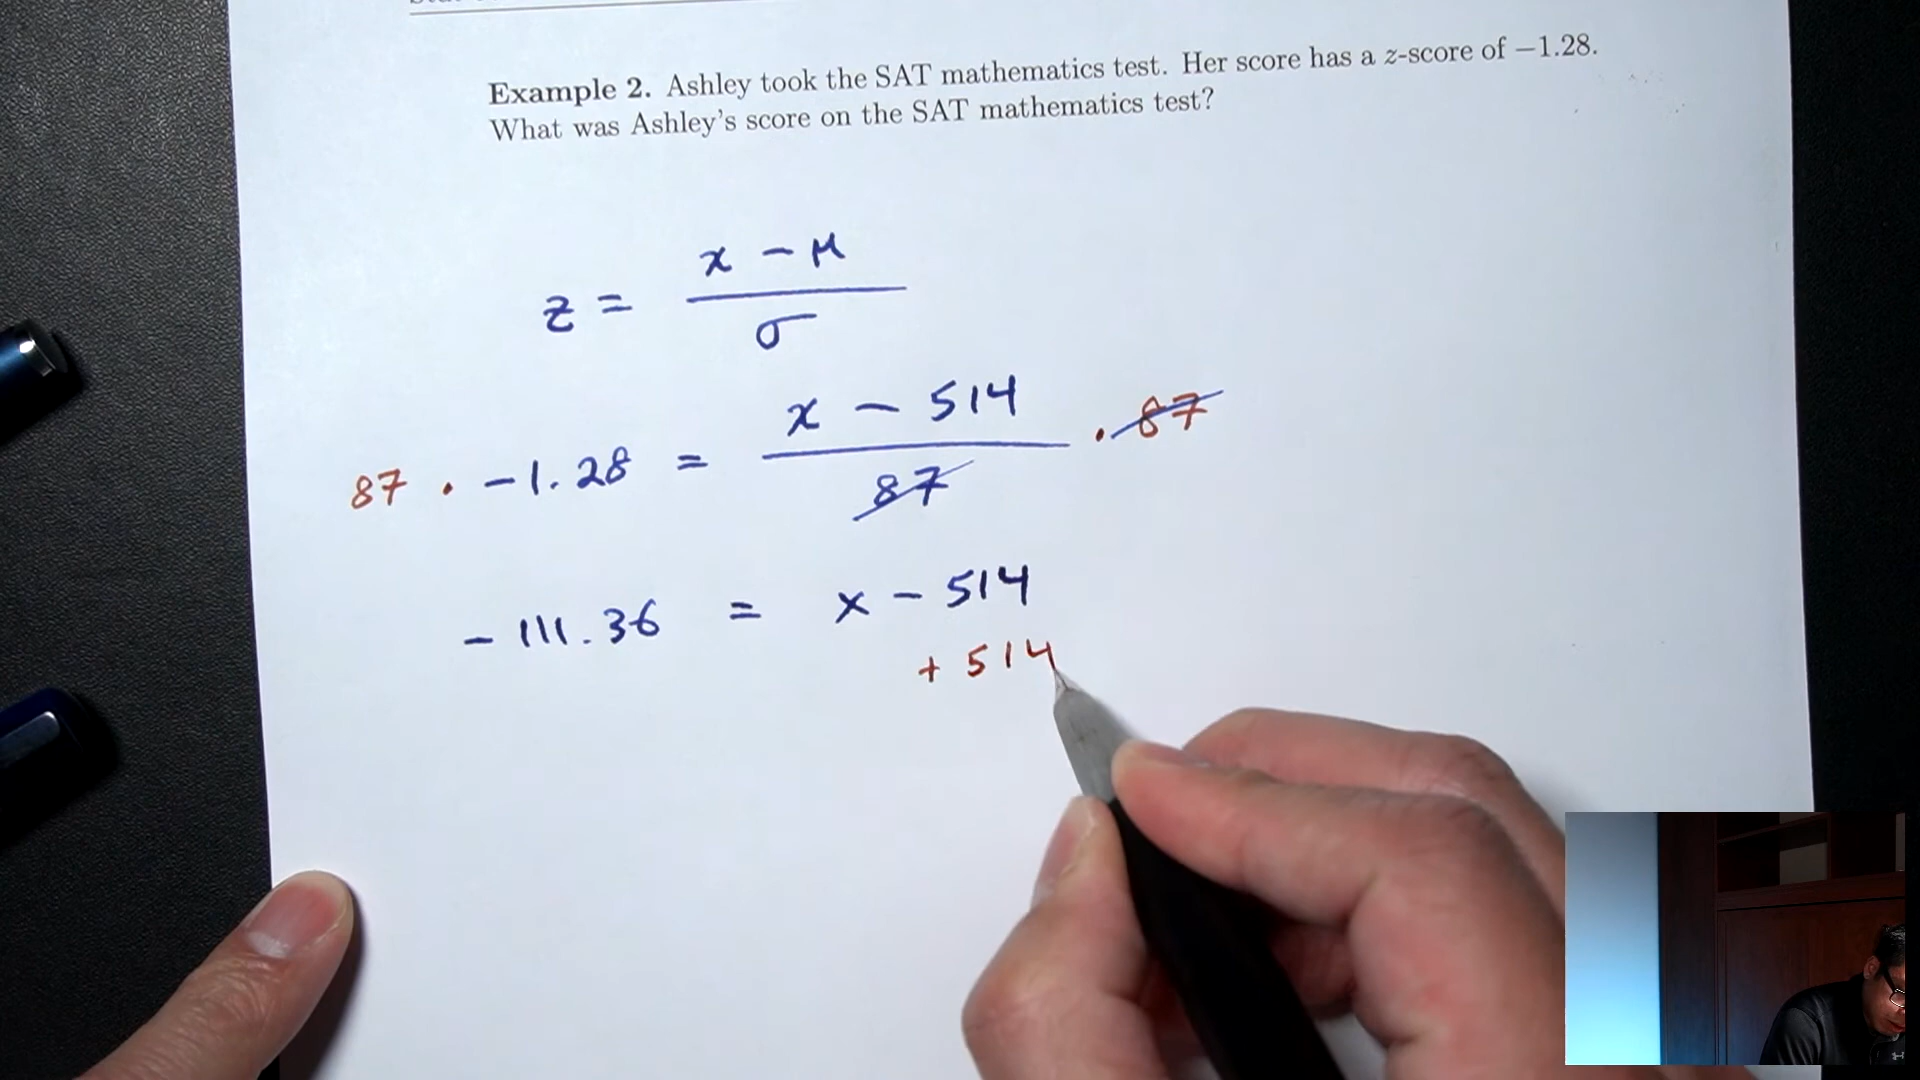 Example 2. Ashley took the SAT mathematics test. Her score has a z-score of −1.28.
What was Ashley's score on the SAT mathematics test?
z = x − μ / σ
87 · −1.28 = x − 514 / 87 · 87
−111.36 = x − 514
+ 514